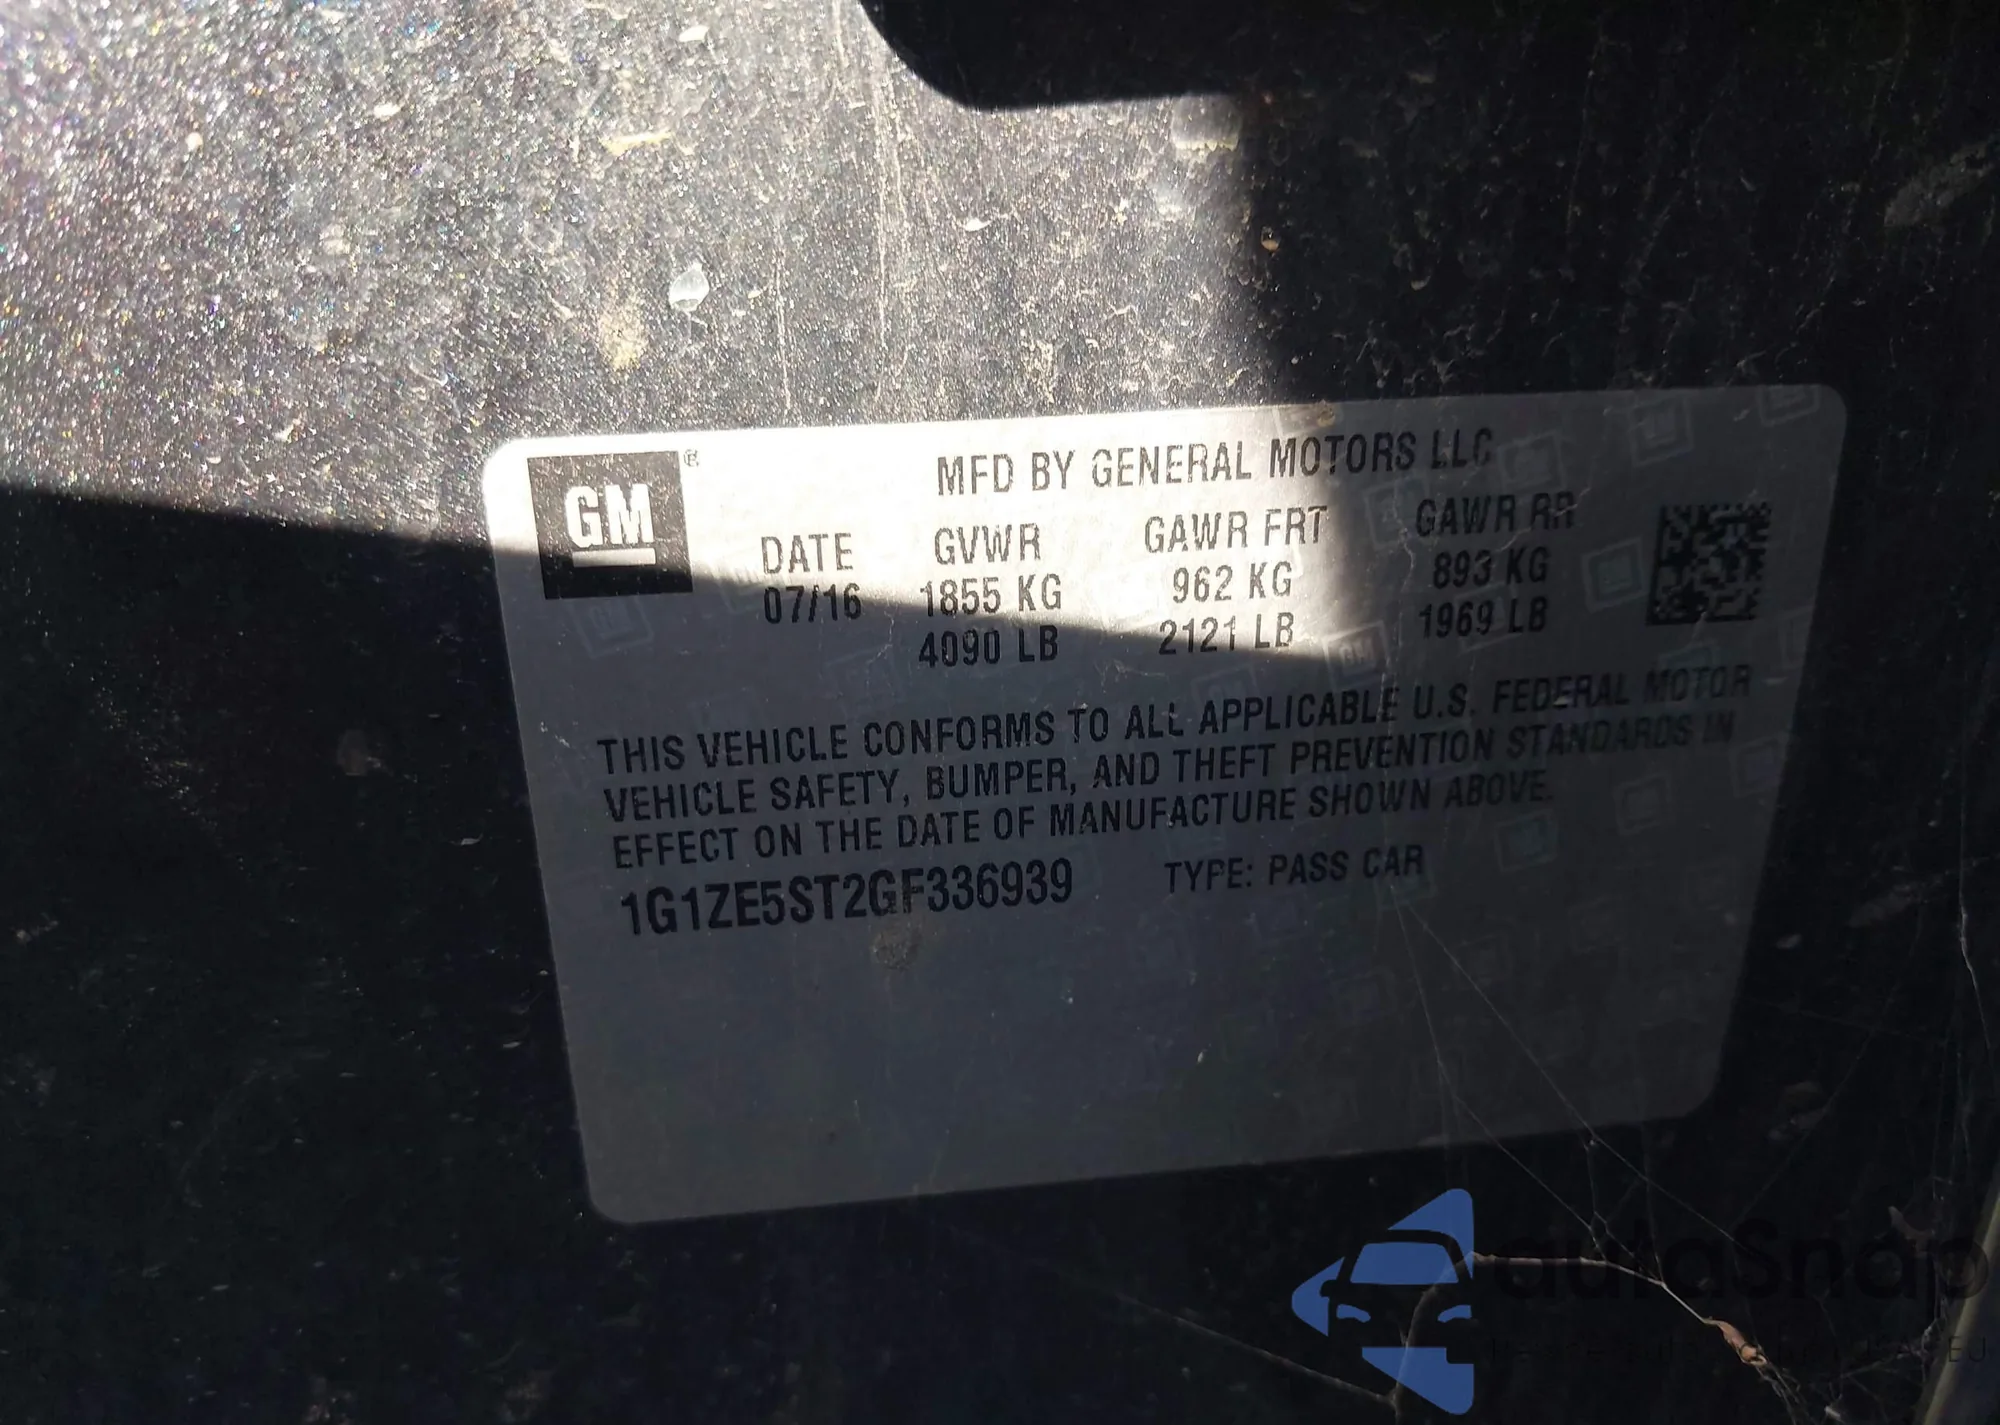 GM®
MFD BY GENERAL MOTORS LLC
DATE GVWR GAWR FRT GAWR RR
07/16 1855 KG 962 KG 893 KG
4090 LB 2121 LB 1969 LB
THIS VEHICLE CONFORMS TO ALL APPLICABLE U.S. FEDERAL MOTOR
VEHICLE SAFETY, BUMPER, AND THEFT PREVENTION STANDARDS IN
EFFECT ON THE DATE OF MANUFACTURE SHOWN ABOVE.
1G1ZE5ST2GF336939 TYPE: PASS CAR
autoSnap